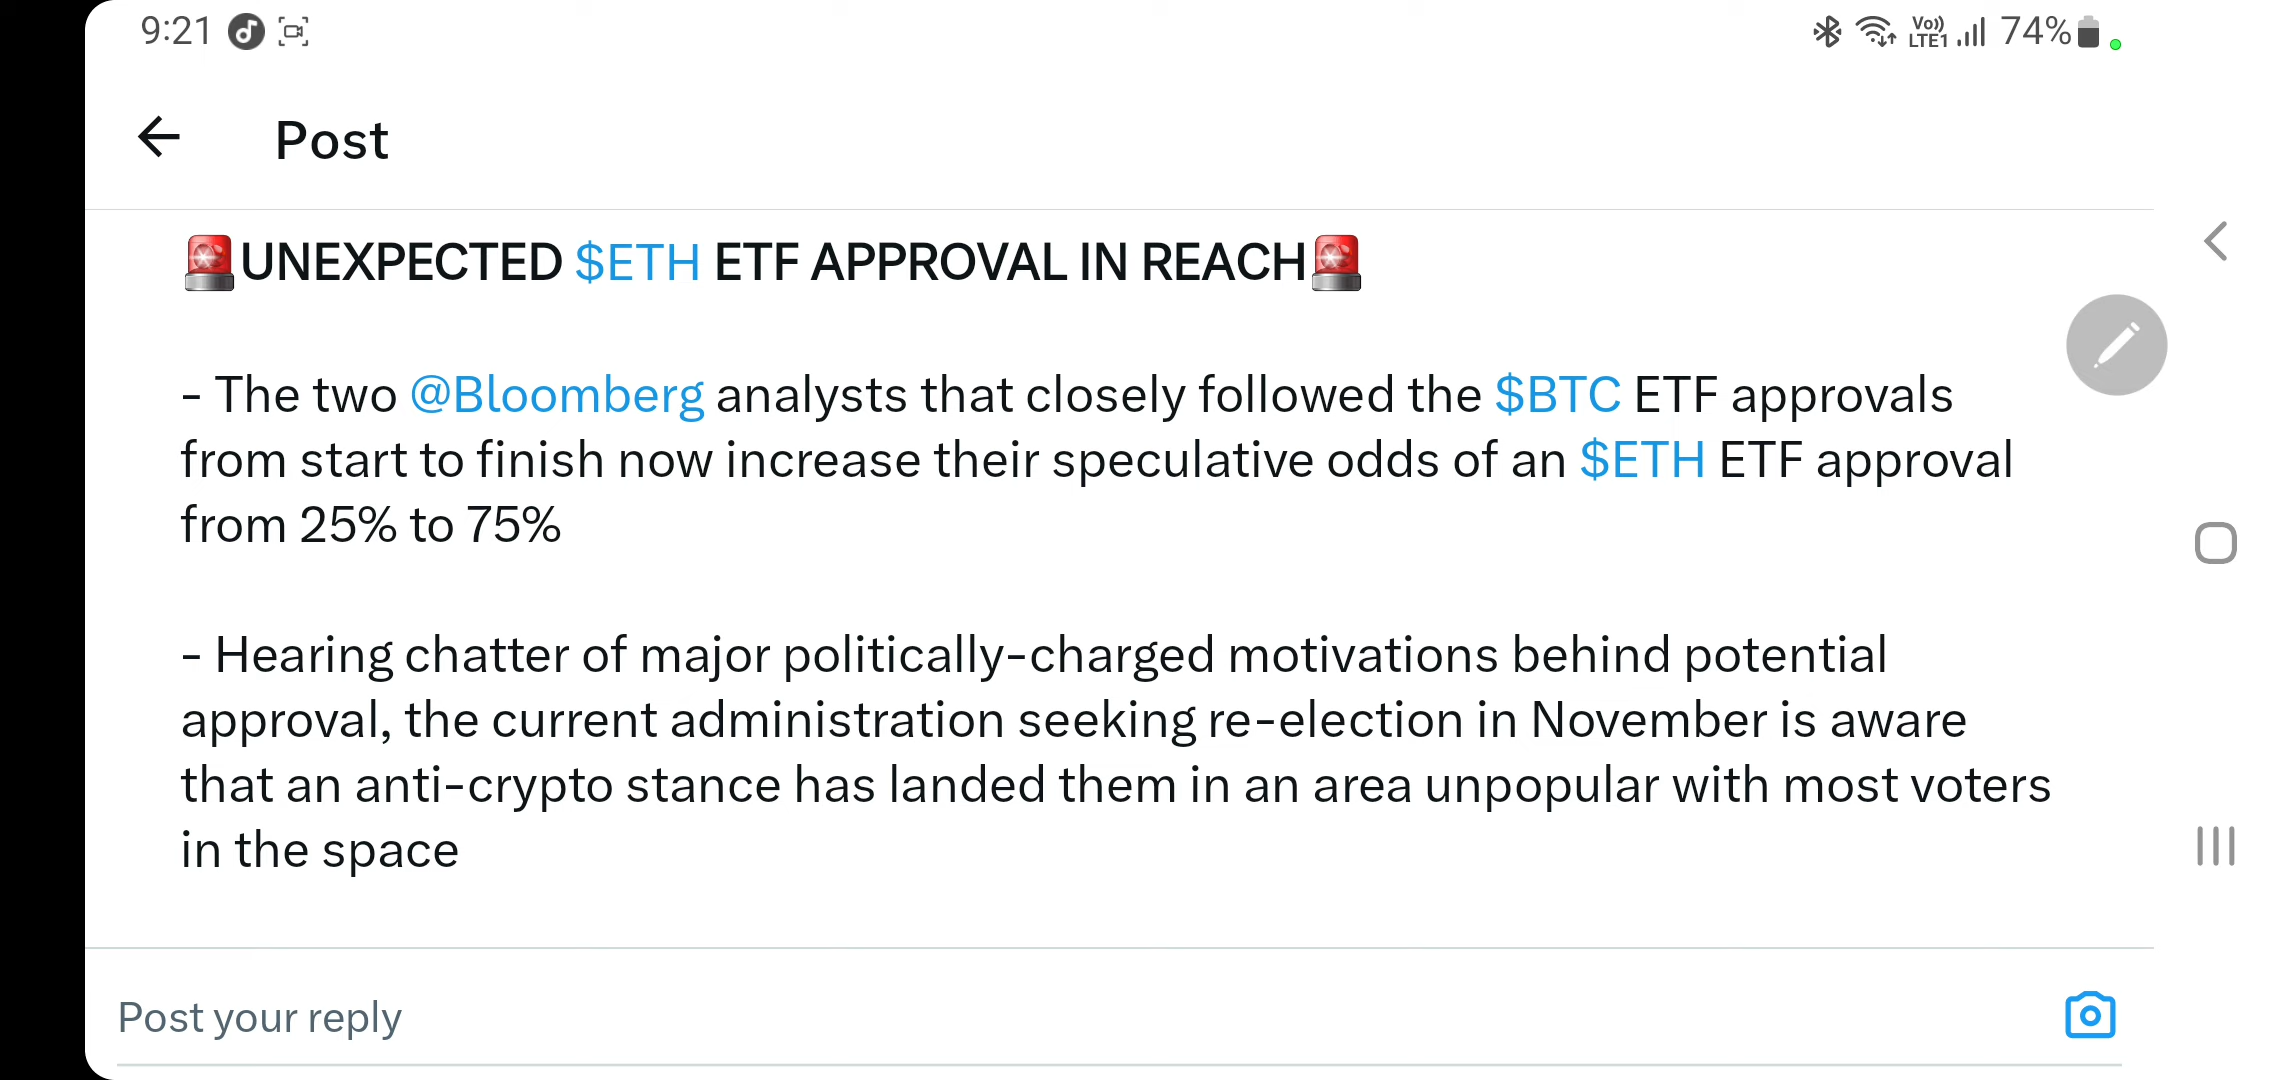 9:21
Vo)) LTE1 74%
Post
🚨UNEXPECTED $ETH ETF APPROVAL IN REACH🚨
- The two @Bloomberg analysts that closely followed the $BTC ETF approvals
from start to finish now increase their speculative odds of an $ETH ETF approval
from 25% to 75%
- Hearing chatter of major politically-charged motivations behind potential
approval, the current administration seeking re-election in November is aware
that an anti-crypto stance has landed them in an area unpopular with most voters
in the space
Post your reply